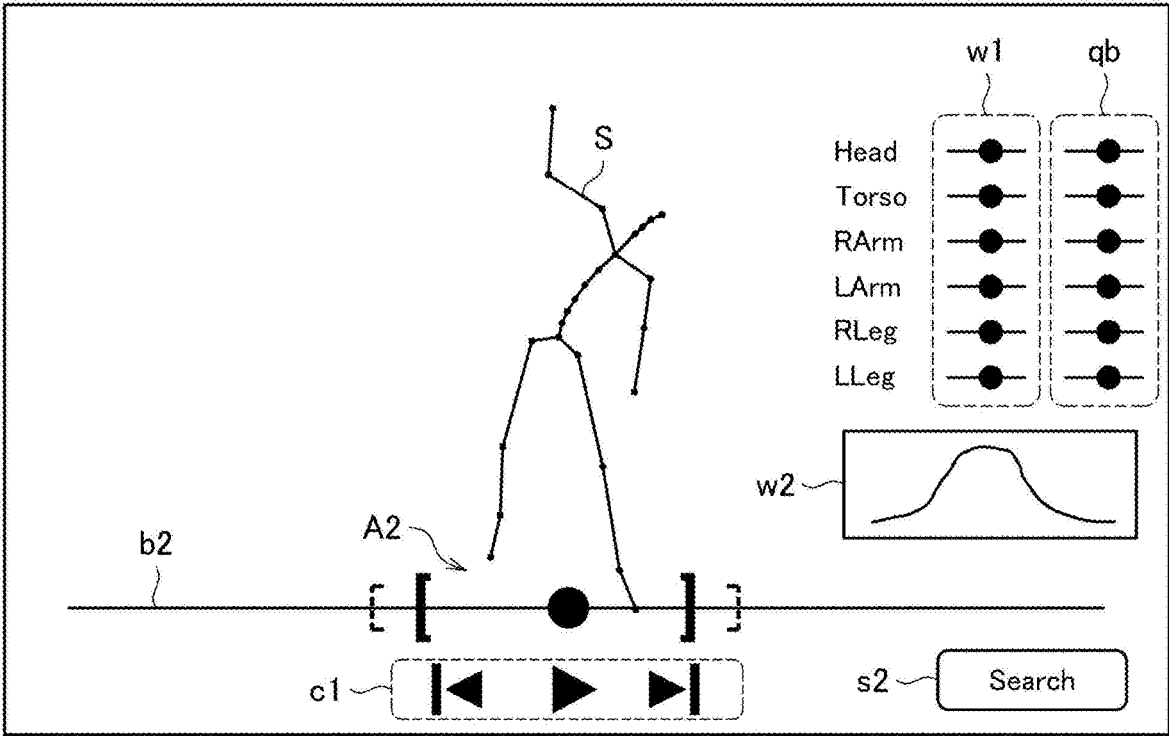 w1 qb
S
Head
Torso
RArm
LArm
RLeg
LLeg
w2
A2
b2
c1
s2 Search